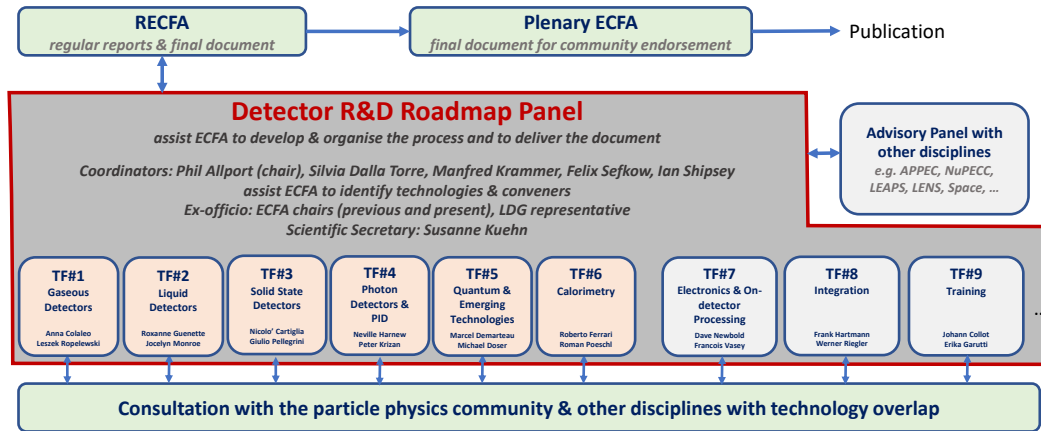 RECFA
regular reports & final document
Plenary ECFA
final document for community endorsement
Publication
Detector R&D Roadmap Panel
assist ECFA to develop & organise the process and to deliver the document
Coordinators: Phil Allport (chair), Silvia Dalla Torre, Manfred Krammer, Felix Sefkow, Ian Shipsey
assist ECFA to identify technologies & conveners
Ex-officio: ECFA chairs (previous and present), LDG representative
Scientific Secretary: Susanne Kuehn
Advisory Panel with
other disciplines
e.g. APPEC, NuPECC,
LEAPS, LENS, Space, ...
TF#1
Gaseous
Detectors
Anna Colaleo
Leszek Ropelewski
TF#2
Liquid
Detectors
Roxanne Guenette
Jocelyn Monroe
TF#3
Solid State
Detectors
Nicolo' Cartiglia
Giulio Pellegrini
TF#4
Photon
Detectors &
PID
Neville Harnew
Peter Krizan
TF#5
Quantum &
Emerging
Technologies
Marcel Demarteau
Michael Doser
TF#6
Calorimetry
Roberto Ferrari
Roman Poeschl
TF#7
Electronics & On-
detector
Processing
Dave Newbold
Francois Vasey
TF#8
Integration
Frank Hartmann
Werner Riegler
TF#9
Training
Johann Collot
Erika Garutti
...
Consultation with the particle physics community & other disciplines with technology overlap